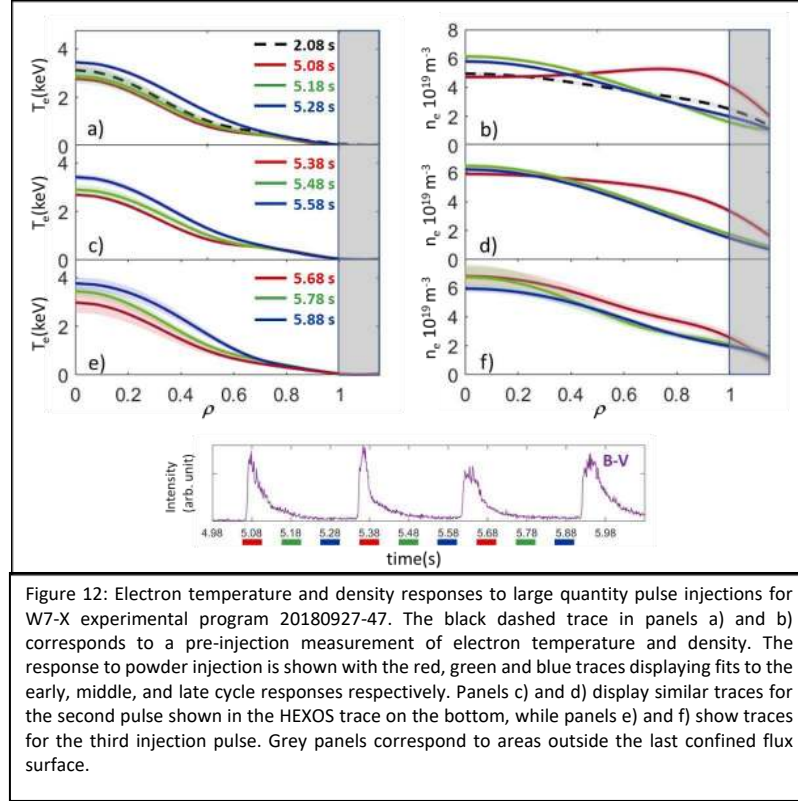 4
2
0
T_e(keV)
a)
2.08 s
5.08 s
5.18 s
5.28 s
8
6
4
2
0
n_e 10^19 m^-3
b)
4
2
0
T_e(keV)
c)
5.38 s
5.48 s
5.58 s
6
4
2
0
n_e 10^19 m^-3
d)
4
2
0
T_e(keV)
e)
5.68 s
5.78 s
5.88 s
8
6
4
2
0
n_e 10^19 m^-3
f)
0 0.2 0.4 0.6 0.8 1
ρ
0 0.2 0.4 0.6 0.8 1
ρ
Intensity
(arb. unit)
B-V
4.98 5.08 5.18 5.28 5.38 5.48 5.58 5.68 5.78 5.88 5.98
time(s)
Figure 12: Electron temperature and density responses to large quantity pulse injections for
W7-X experimental program 20180927-47. The black dashed trace in panels a) and b)
corresponds to a pre-injection measurement of electron temperature and density. The
response to powder injection is shown with the red, green and blue traces displaying fits to the
early, middle, and late cycle responses respectively. Panels c) and d) display similar traces for
the second pulse shown in the HEXOS trace on the bottom, while panels e) and f) show traces
for the third injection pulse. Grey panels correspond to areas outside the last confined flux
surface.